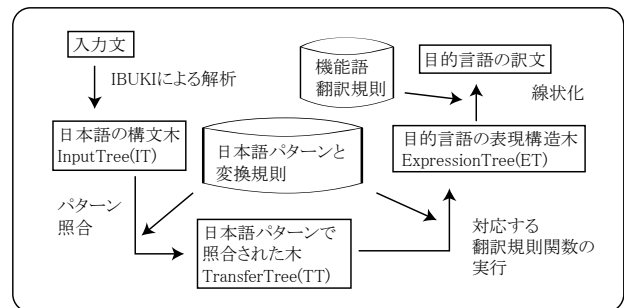 入力文
IBUKIによる解析
日本語の構文木
InputTree(IT)
パターン
照合
日本語パターンと
変換規則
日本語パターンで
照合された木
TransferTree(TT)
機能語
翻訳規則
目的言語の訳文
線状化
目的言語の表現構造木
ExpressionTree(ET)
対応する
翻訳規則関数の
実行